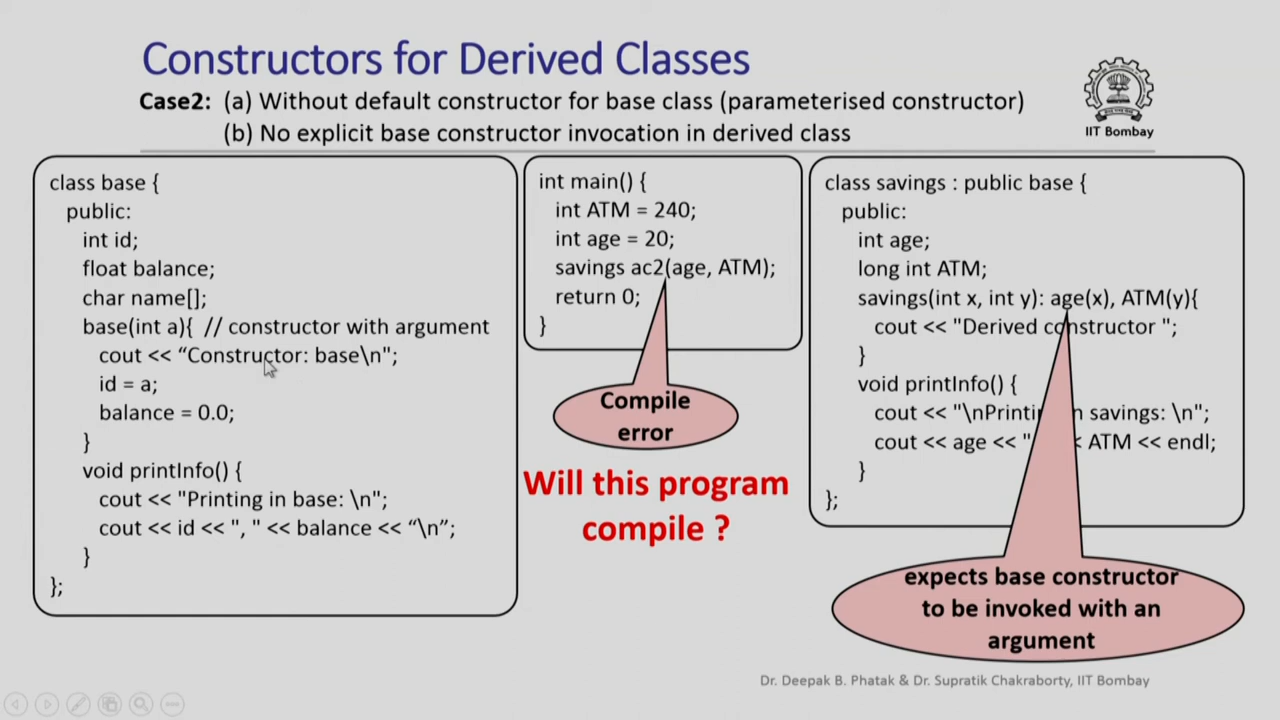 Constructors for Derived Classes
Case2: (a) Without default constructor for base class (parameterised constructor)
(b) No explicit base constructor invocation in derived class
IIT Bombay
class base {
public:
int id;
float balance;
char name[];
base(int a){ // constructor with argument
cout << “Constructor: base\n";
id = a;
balance = 0.0;
}
void printInfo() {
cout << "Printing in base: \n";
cout << id << ", " << balance << “\n”;
}
};
int main() {
int ATM = 240;
int age = 20;
savings ac2(age, ATM);
return 0;
}
Compile
error
Will this program
compile ?
class savings : public base {
public:
int age;
long int ATM;
savings(int x, int y): age(x), ATM(y){
cout << "Derived constructor ";
}
void printInfo() {
cout << "\nPrinti n savings: \n";
cout << age << " < ATM << endl;
}
};
expects base constructor
to be invoked with an
argument
Dr. Deepak B. Phatak & Dr. Supratik Chakraborty, IIT Bombay